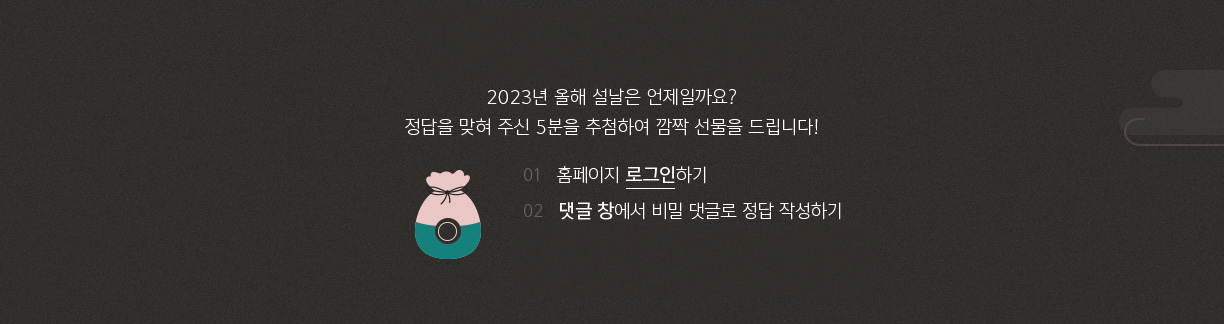 2023년 올해 설날은 언제일까요?
정답을 맞혀 주신 5분을 추첨하여 깜짝 선물을 드립니다!
01 홈페이지 로그인하기
02 댓글 창에서 비밀 댓글로 정답 작성하기